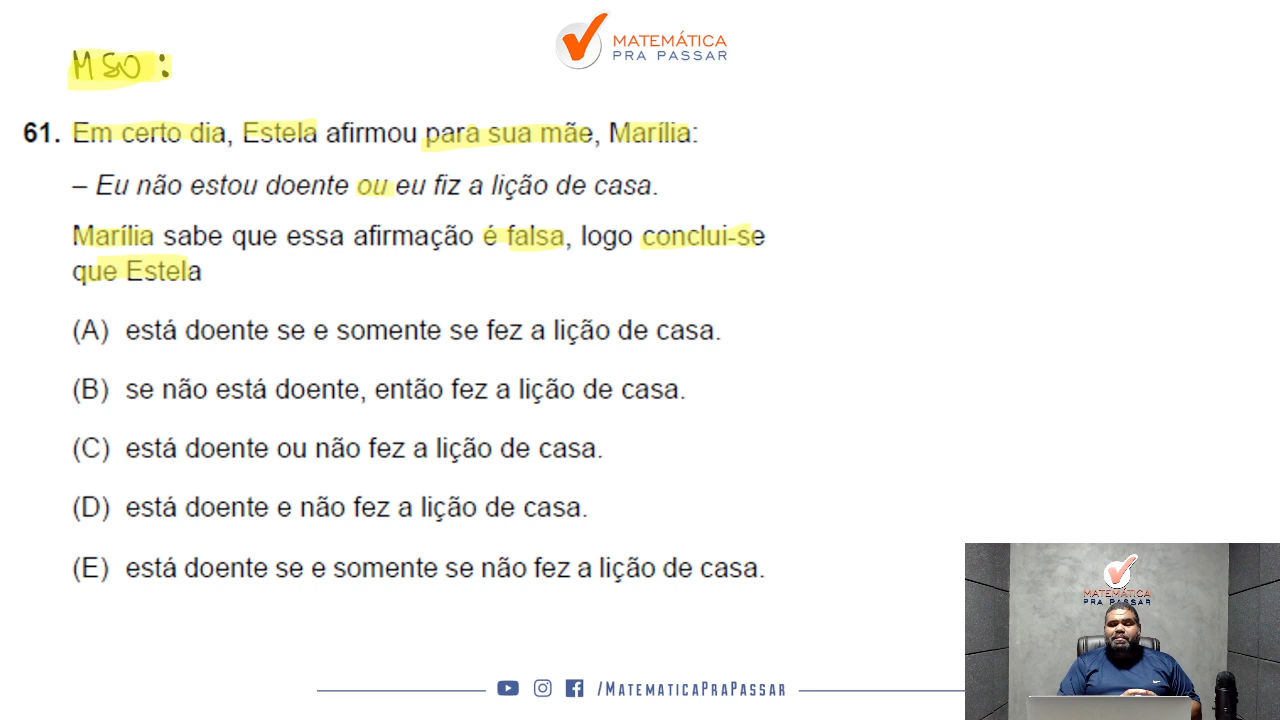 MATEMÁTICA
PRA PASSAR
MSO :
61. Em certo dia, Estela afirmou para sua mãe, Marília:
– Eu não estou doente ou eu fiz a lição de casa.
Marília sabe que essa afirmação é falsa, logo conclui-se
que Estela
(A) está doente se e somente se fez a lição de casa.
(B) se não está doente, então fez a lição de casa.
(C) está doente ou não fez a lição de casa.
(D) está doente e não fez a lição de casa.
(E) está doente se e somente se não fez a lição de casa.
MATEMÁTICA
PRA PASSAR
/MATEMATICAPRAPASSAR